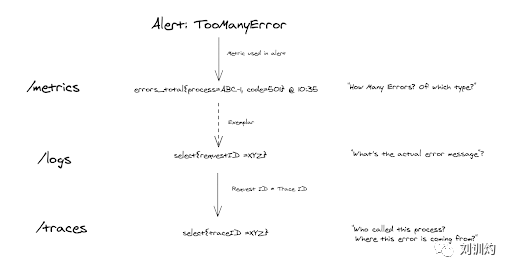 Alert: TooManyError
Metric used in alert
/metrics
errors_total{process=ABC-1, code=501} @ 10:35
"How Many Errors? Of which type?"
Exemplar
/logs
select{requestID =XYZ}
"What's the actual error message"?
Request ID = Trace ID
/traces
select{traceID =XYZ}
"Who called this process?
Where this error is coming from?"
刘训灼